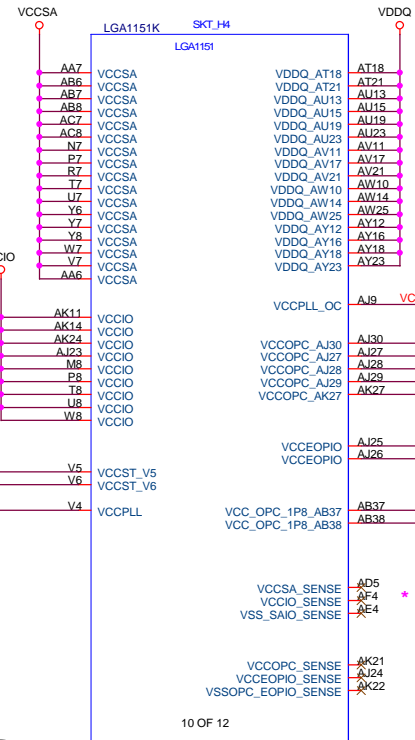 VCCSA
LGA1151K
SKT_H4
VDDQ
LGA1151
AA7 VCCSA
AB6 VCCSA
AB7 VCCSA
AB8 VCCSA
AC7 VCCSA
AC8 VCCSA
N7 VCCSA
P7 VCCSA
R7 VCCSA
T7 VCCSA
U7 VCCSA
Y6 VCCSA
Y7 VCCSA
Y8 VCCSA
W7 VCCSA
V7 VCCSA
AA6 VCCSA
VDDQ_AT18 AT18
VDDQ_AT21 AT21
VDDQ_AU13 AU13
VDDQ_AU15 AU15
VDDQ_AU19 AU19
VDDQ_AU23 AU23
VDDQ_AV11 AV11
VDDQ_AV17 AV17
VDDQ_AV21 AV21
VDDQ_AW10 AW10
VDDQ_AW14 AW14
VDDQ_AW25 AW25
VDDQ_AY12 AY12
VDDQ_AY16 AY16
VDDQ_AY18 AY18
VDDQ_AY23 AY23
CIO
VCCPLL_OC AJ9 VC
AK11 VCCIO
AK14 VCCIO
AK24 VCCIO
AJ23 VCCIO
M8 VCCIO
P8 VCCIO
T8 VCCIO
U8 VCCIO
W8 VCCIO
VCCOPC_AJ30 AJ30
VCCOPC_AJ27 AJ27
VCCOPC_AJ28 AJ28
VCCOPC_AJ29 AJ29
VCCOPC_AK27 AK27
VCCEOPIO AJ25
VCCEOPIO AJ26
V5 VCCST_V5
V6 VCCST_V6
V4 VCCPLL
VCC_OPC_1P8_AB37 AB37
VCC_OPC_1P8_AB38 AB38
VCCSA_SENSE AD5
VCCIO_SENSE AF4 *
VSS_SAIO_SENSE AE4
VCCOPC_SENSE AK21
VCCEOPIO_SENSE AJ24
VSSOPC_EOPIO_SENSE AK22
10 OF 12